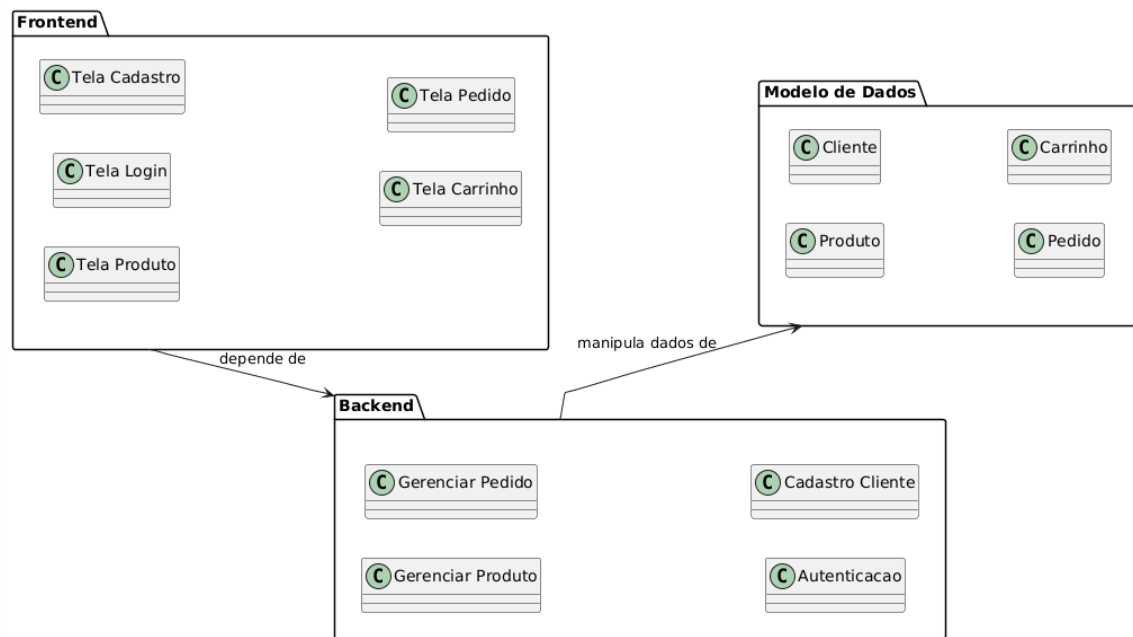 Frontend
C Tela Cadastro
C Tela Pedido
C Tela Login
C Tela Carrinho
C Tela Produto
Modelo de Dados
C Cliente
C Carrinho
C Produto
C Pedido
depende de
manipula dados de
Backend
C Gerenciar Pedido
C Cadastro Cliente
C Gerenciar Produto
C Autenticacao